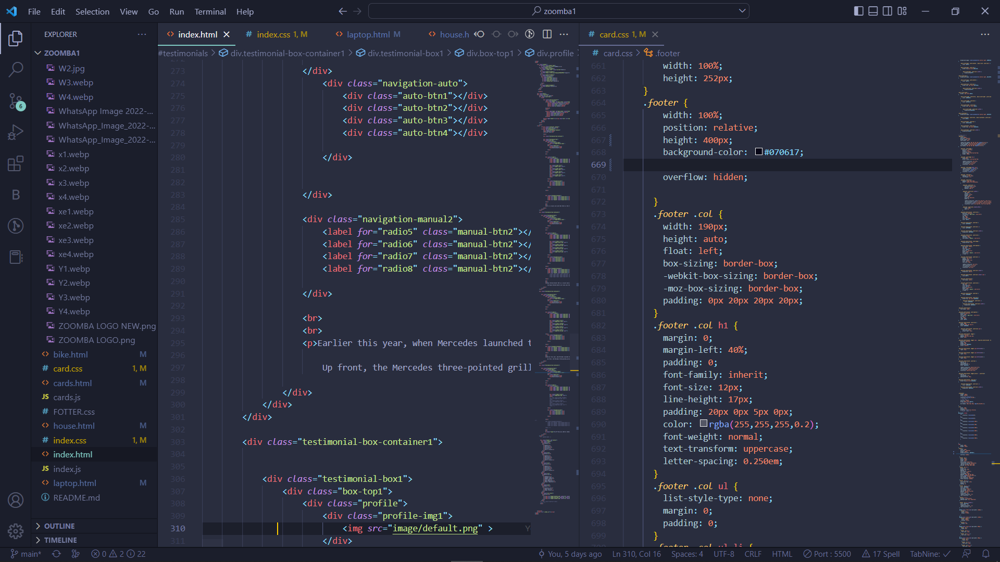 File Edit Selection View Go Run Terminal Help
zoomba1
EXPLORER
ZOOMBA1
W2.jpg
W3.webp
W4.webp
WhatsApp Image 2022-...
WhatsApp_Image_2022-...
WhatsApp_Image_2022-...
x1.webp
x2.webp
x3.webp
x4.webp
xe1.webp
xe2.webp
xe3.webp
xe4.webp
Y1.webp
Y2.webp
Y3.webp
Y4.webp
ZOOMBA LOGO NEW.png
ZOOMBA LOGO.png
bike.html M
card.css 1, M
cards.html M
cards.js
FOTTER.css
house.html M
index.css 1, M
index.html
index.js
laptop.html M
README.md
OUTLINE
TIMELINE
6
B
index.html
index.css 1, M
laptop.html M
house.h
#testimonials > div.testimonial-box-container1 > div.testimonial-box1 > div.box-top1 > div.profile
273 </div>
274 <div class="navigation-auto">
275 <div class="auto-btn1"></div>
276 <div class="auto-btn2"></div>
277 <div class="auto-btn3"></div>
278 <div class="auto-btn4"></div>
279
280 </div>
281
282
283 </div>
284
285 <div class="navigation-manual2">
286 <label for="radio5" class="manual-btn2"></
287 <label for="radio6" class="manual-btn2"></
288 <label for="radio7" class="manual-btn2"></
289 <label for="radio8" class="manual-btn2"></
290
291 </div>
292
293 <br>
294 <br>
295 <p>Earlier this year, when Mercedes launched t
296
297 Up front, the Mercedes three-pointed grill
298
299 </div>
300 </div>
301 </div>
302
303 <div class="testimonial-box-container1">
304
305
306 <div class="testimonial-box1">
307 <div class="box-top1">
308 <div class="profile">
309 <div class="profile-img1">
310 <img src="image/default.png" > Y
311 </div>
card.css 1, M
card.css > .footer
661 width: 100%;
662 height: 252px;
663 }
664 .footer {
665 width: 100%;
666 position: relative;
667 height: 400px;
668 background-color: #070617;
669
670 overflow: hidden;
671
672 }
673 .footer .col {
674 width: 190px;
675 height: auto;
676 float: left;
677 box-sizing: border-box;
678 -webkit-box-sizing: border-box;
679 -moz-box-sizing: border-box;
680 padding: 0px 20px 20px 20px;
681 }
682 .footer .col h1 {
683 margin: 0;
684 margin-left: 40%;
685 padding: 0;
686 font-family: inherit;
687 font-size: 12px;
688 line-height: 17px;
689 padding: 20px 0px 5px 0px;
690 color: rgba(255,255,255,0.2);
691 font-weight: normal;
692 text-transform: uppercase;
693 letter-spacing: 0.250em;
694 }
695 .footer .col ul {
696 list-style-type: none;
697 margin: 0;
698 padding: 0;
699 }
main* 0 2 22 You, 5 days ago Ln 310, Col 16 Spaces: 4 UTF-8 CRLF HTML Port : 5500 17 Spell TabNine: